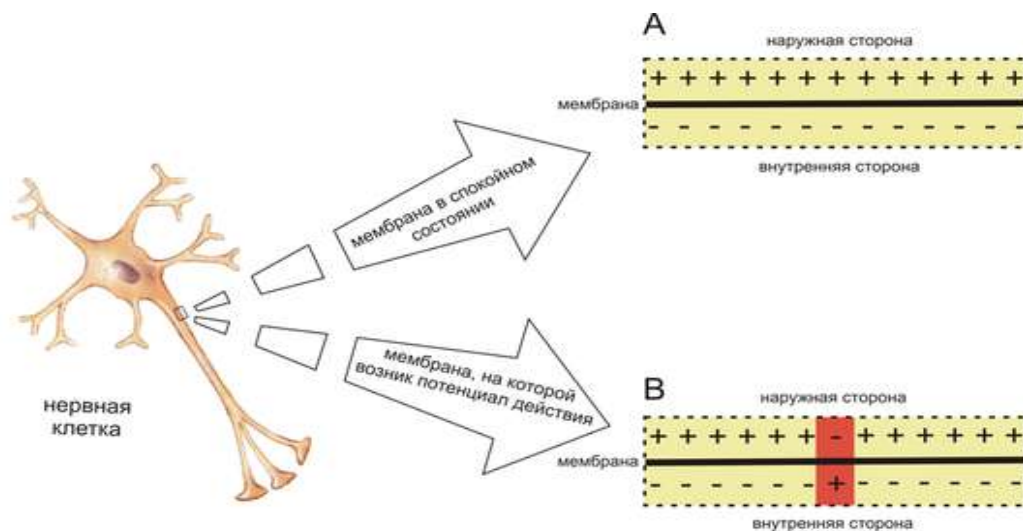 A
наружная сторона
+ + + + + + + + + + + + +
мембрана
- - - - - - - - - - - - -
внутренняя сторона
мембрана в спокойном
состоянии
мембрана, на которой
возник потенциал действия
нервная
клетка
B
наружная сторона
+ + + + + + - + + + + + +
мембрана
- - - - - - + - - - - - -
внутренняя сторона